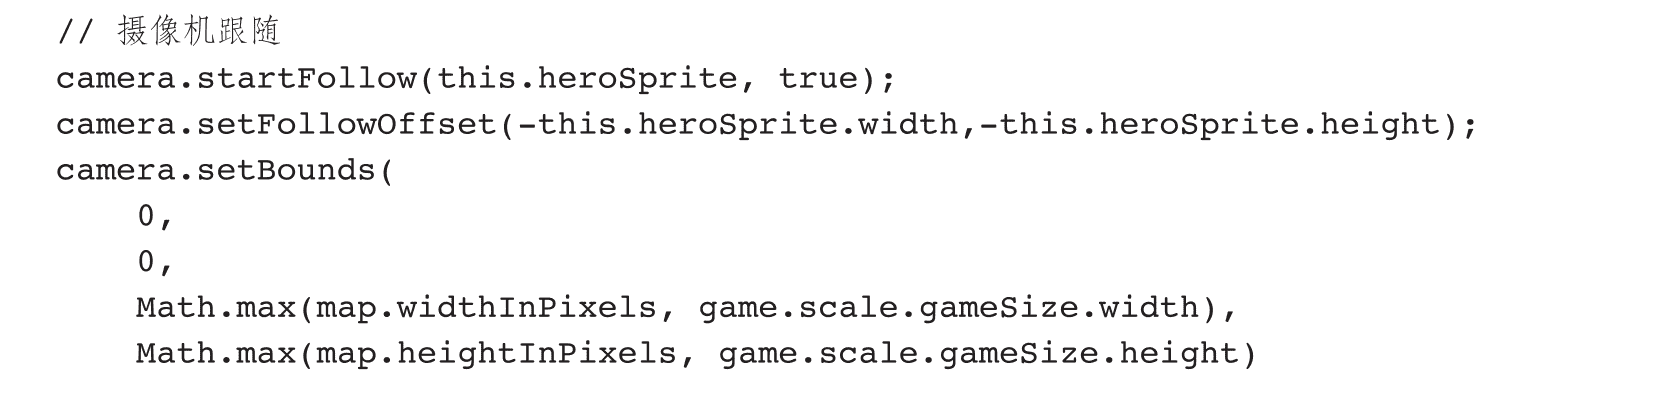 // 摄像机跟随
camera.startFollow(this.heroSprite, true);
camera.setFollowOffset(-this.heroSprite.width,-this.heroSprite.height);
camera.setBounds(
0,
0,
Math.max(map.widthInPixels, game.scale.gameSize.width),
Math.max(map.heightInPixels, game.scale.gameSize.height)